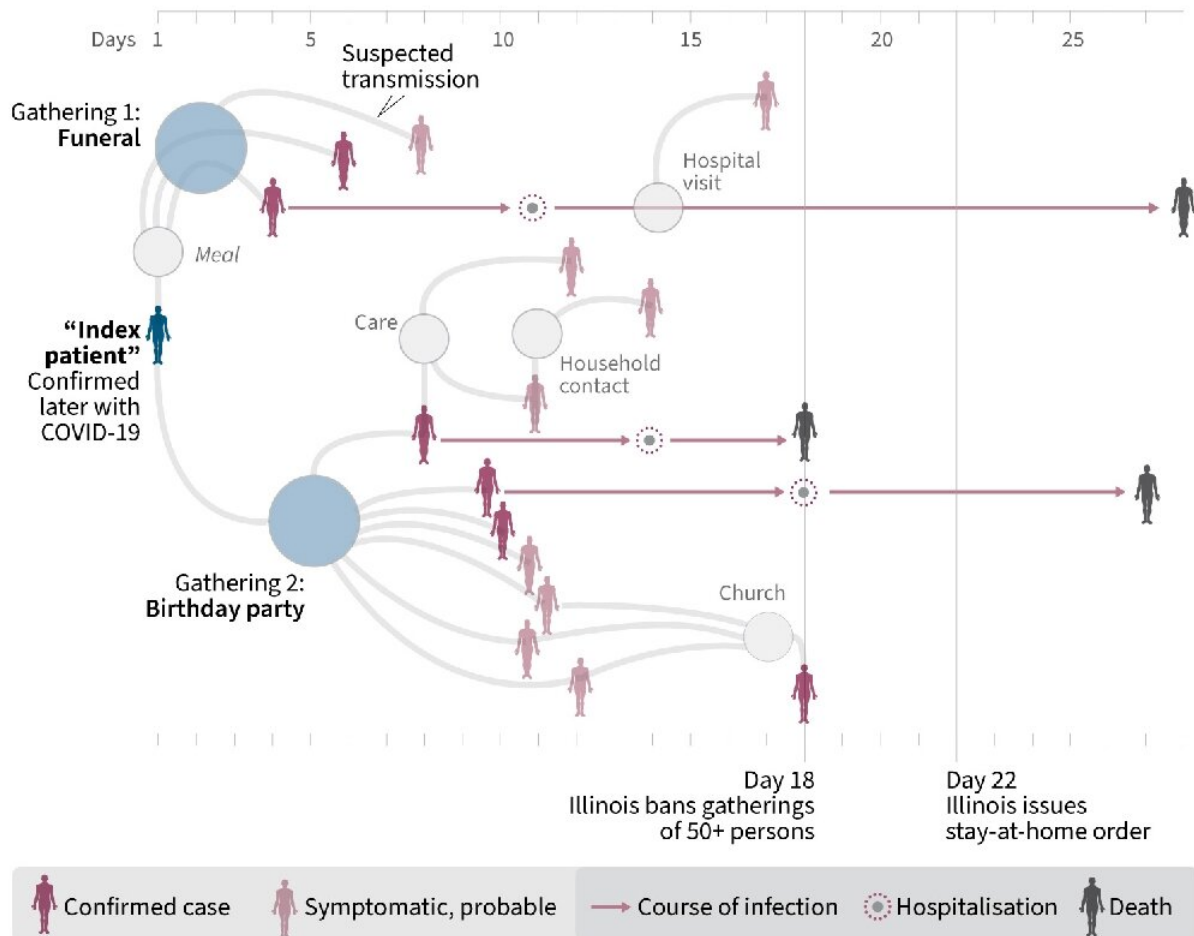 Days 1 5 10 15 20 25
Suspected
transmission
Gathering 1:
Funeral
Hospital
visit
Meal
Care
“Index
patient”
Confirmed
later with
COVID-19
Household
contact
Gathering 2:
Birthday party
Church
Day 18
Illinois bans gatherings
of 50+ persons
Day 22
Illinois issues
stay-at-home order
Confirmed case
Symptomatic, probable
Course of infection
Hospitalisation
Death